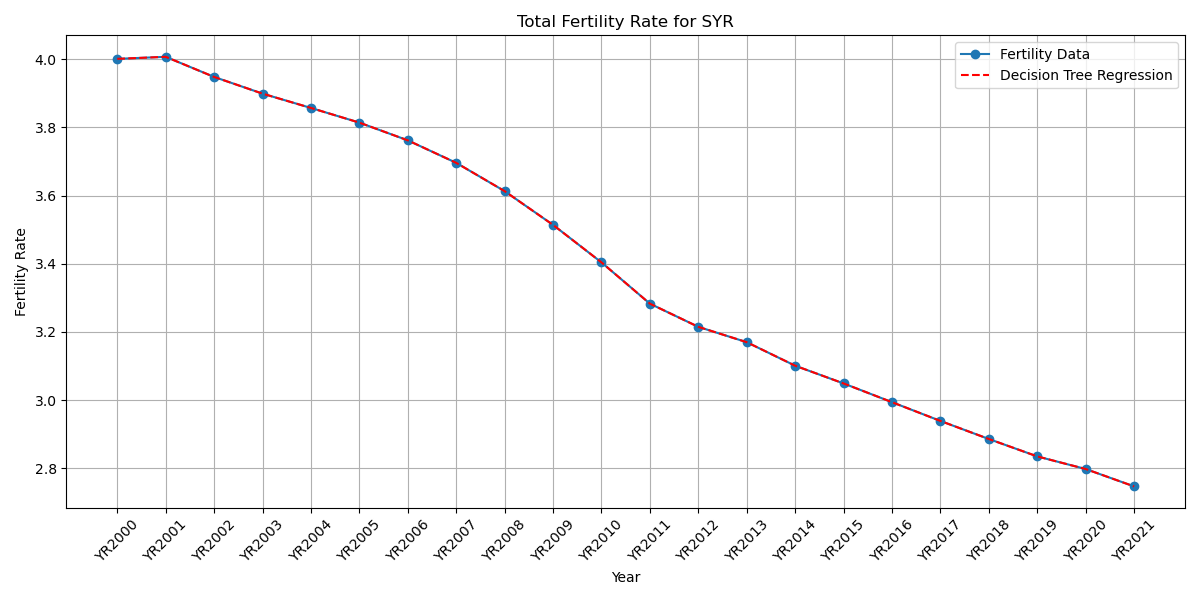 Total Fertility Rate for SYR
Fertility Data
Decision Tree Regression
Fertility Rate
4.0
3.8
3.6
3.4
3.2
3.0
2.8
YR2000
YR2001
YR2002
YR2003
YR2004
YR2005
YR2006
YR2007
YR2008
YR2009
YR2010
YR2011
YR2012
YR2013
YR2014
YR2015
YR2016
YR2017
YR2018
YR2019
YR2020
YR2021
Year